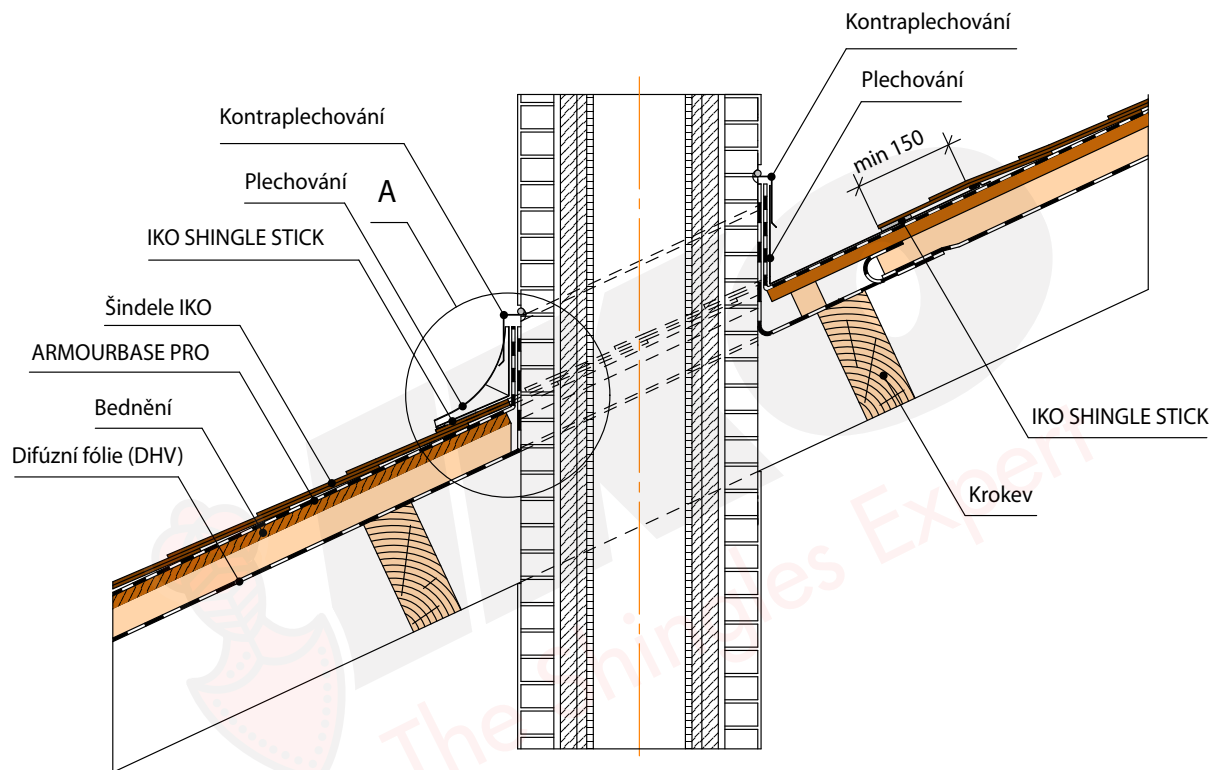 Kontraplechování
Plechování
min 150
Kontraplechování
Plechování
A
IKO SHINGLE STICK
Šindele IKO
ARMOURBASE PRO
Bednění
Difúzní fólie (DHV)
IKO SHINGLE STICK
Krokev
IKO
The Shingles Expert